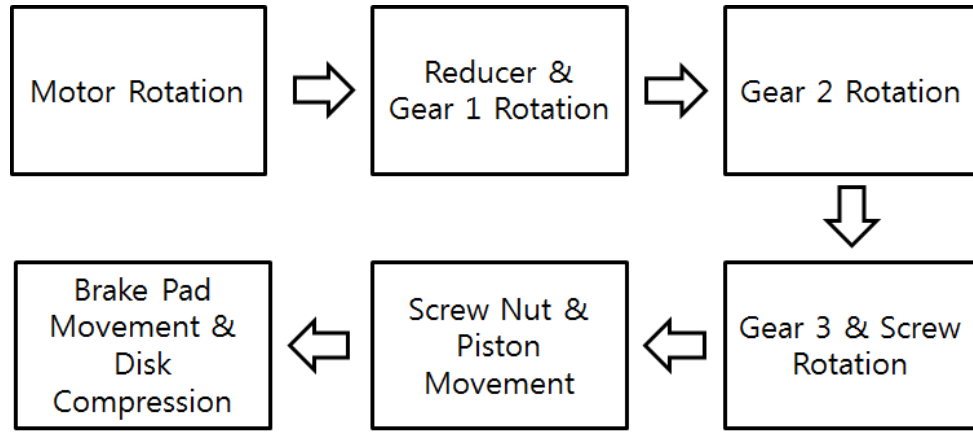 Motor Rotation
Reducer &
Gear 1 Rotation
Gear 2 Rotation
Gear 3 & Screw
Rotation
Screw Nut &
Piston
Movement
Brake Pad
Movement &
Disk
Compression